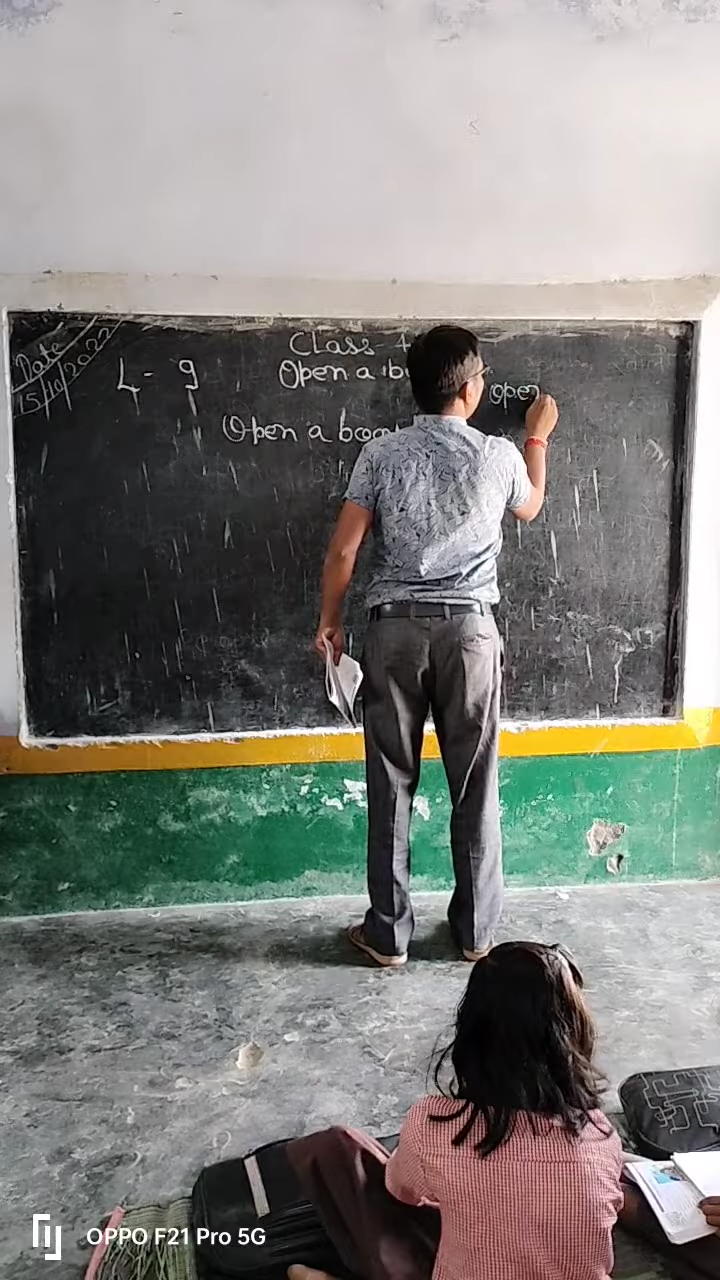 Date
15/10/2022
Class - 4
L - 9
Open a
Open a
open
OPPO F21 Pro 5G